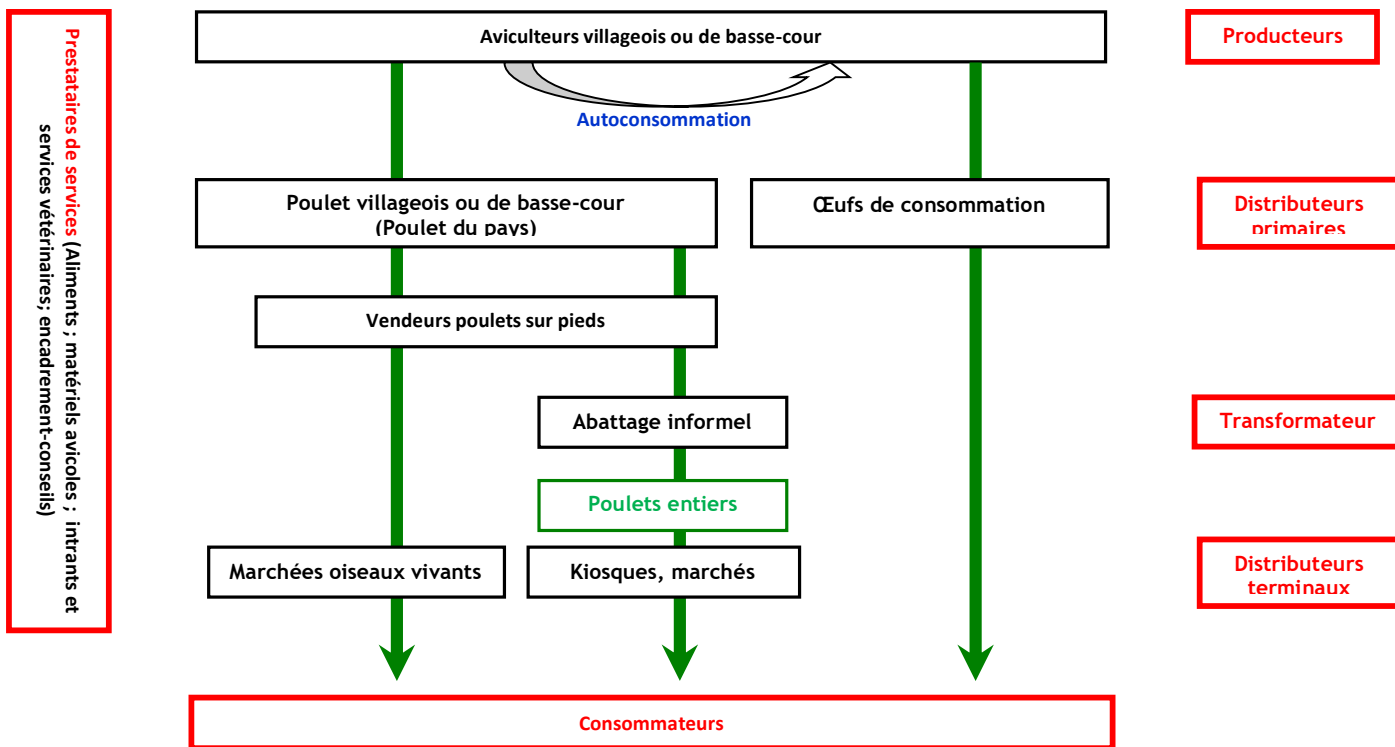 Prestataires de services (Aliments ; matériels avicoles ; intrants et
services vétérinaires; encadrement-conseils)
Aviculteurs villageois ou de basse-cour
Producteurs
Autoconsommation
Poulet villageois ou de basse-cour
(Poulet du pays)
Œufs de consommation
Distributeurs
primaires
Vendeurs poulets sur pieds
Abattage informel
Transformateur
Poulets entiers
Marchées oiseaux vivants
Kiosques, marchés
Distributeurs
terminaux
Consommateurs